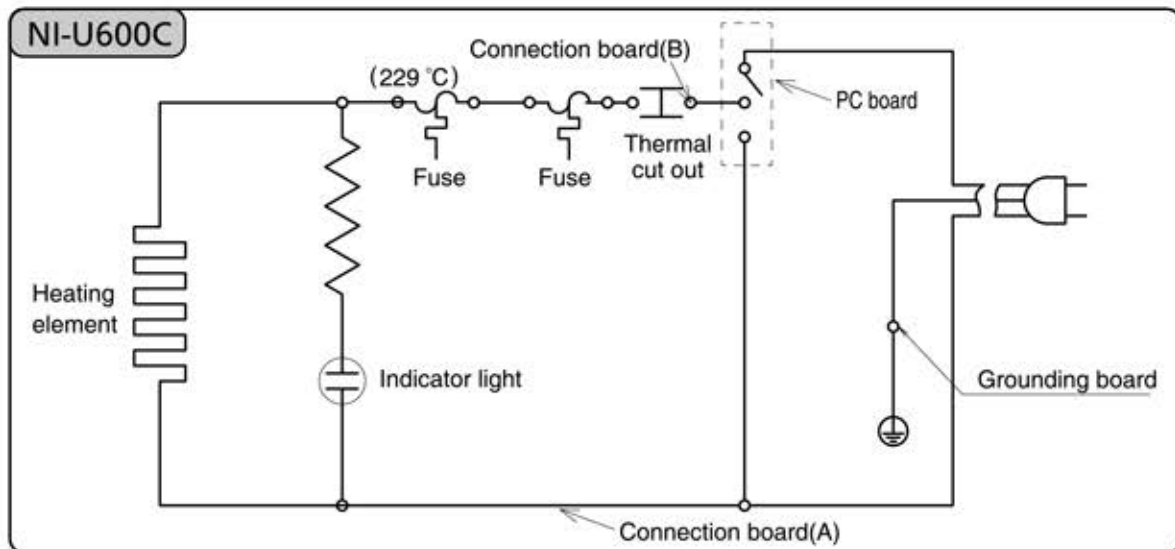 NI-U600C
Connection board(B)
(229 °C)
PC board
Thermal
cut out
Fuse
Fuse
Heating
element
Indicator light
Grounding board
Connection board(A)